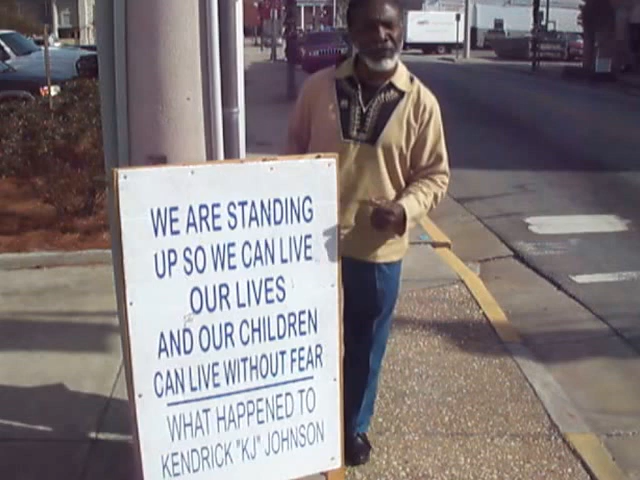 WE ARE STANDING
UP SO WE CAN LIVE
OUR LIVES
AND OUR CHILDREN
CAN LIVE WITHOUT FEAR
WHAT HAPPENED TO
KENDRICK "KJ" JOHNSON